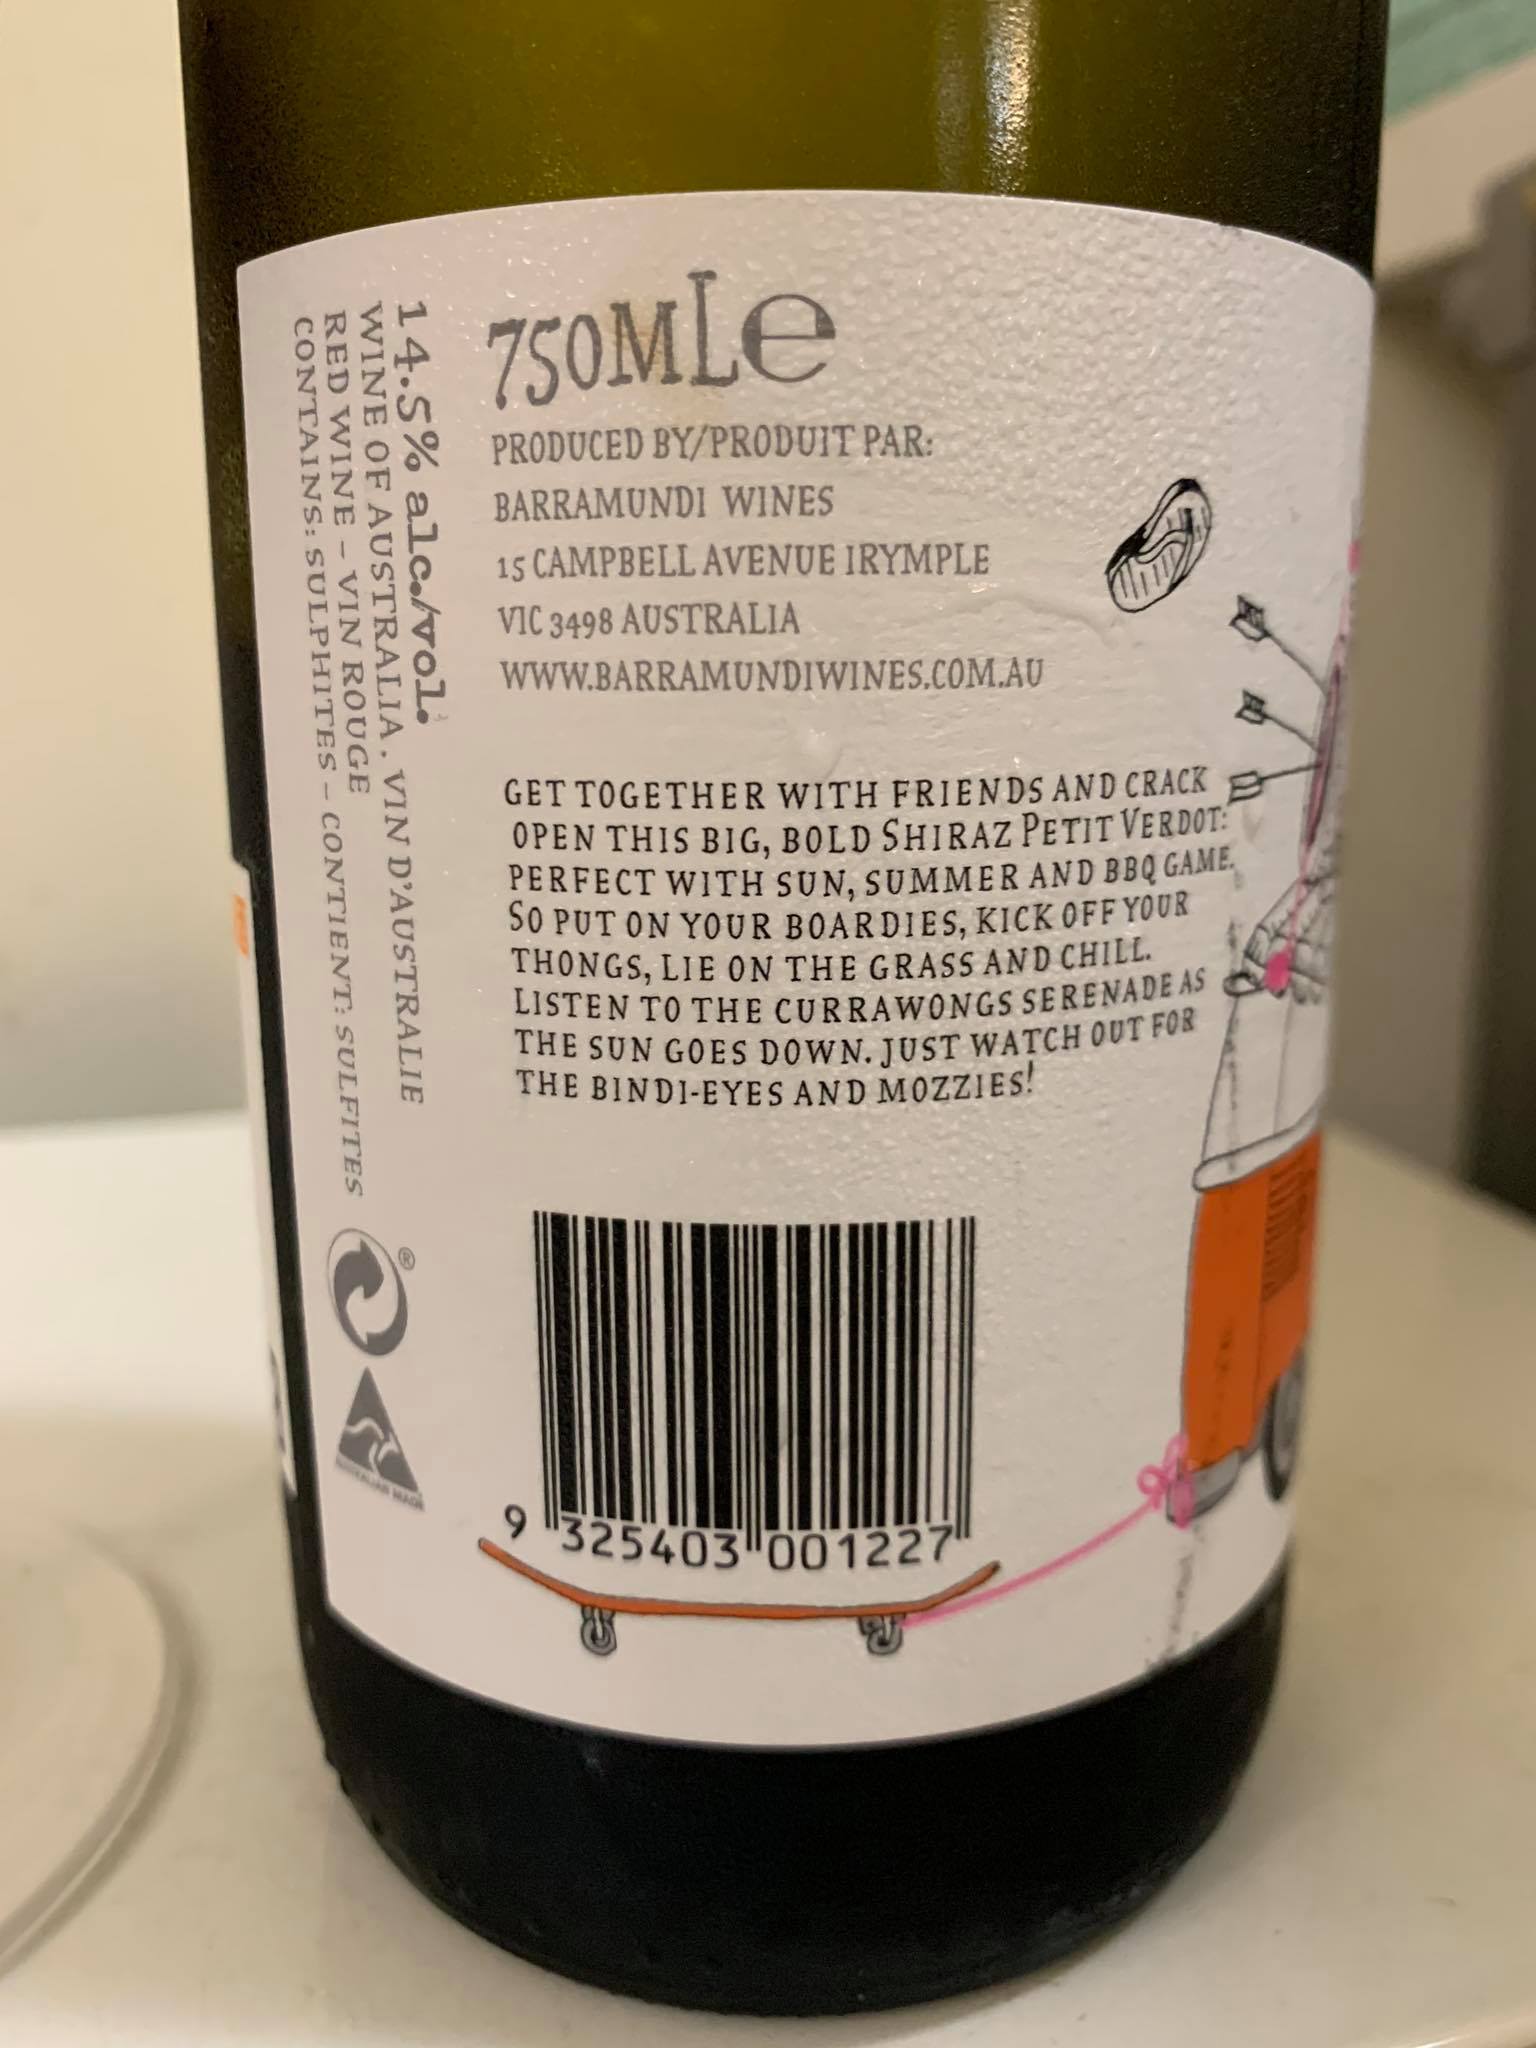 750MLe
PRODUCED BY/PRODUIT PAR:
BARRAMUNDI WINES
15 CAMPBELL AVENUE IRYMPLE
VIC 3498 AUSTRALIA
WWW.BARRAMUNDIWINES.COM.AU
GET TOGETHER WITH FRIENDS AND CRACK
OPEN THIS BIG, BOLD SHIRAZ PETIT VERDOT:
PERFECT WITH SUN, SUMMER AND BBQ GAME.
SO PUT ON YOUR BOARDIES, KICK OFF YOUR
THONGS, LIE ON THE GRASS AND CHILL.
LISTEN TO THE CURRAWONGS SERENADE AS
THE SUN GOES DOWN. JUST WATCH OUT FOR
THE BINDI-EYES AND MOZZIES!
9 325403 001227
14.5% alc./vol.
WINE OF AUSTRALIA. VIN D'AUSTRALIE
RED WINE – VIN ROUGE
CONTAINS: SULPHITES – CONTIENT: SULFITES
®
AUSTRALIAN MADE